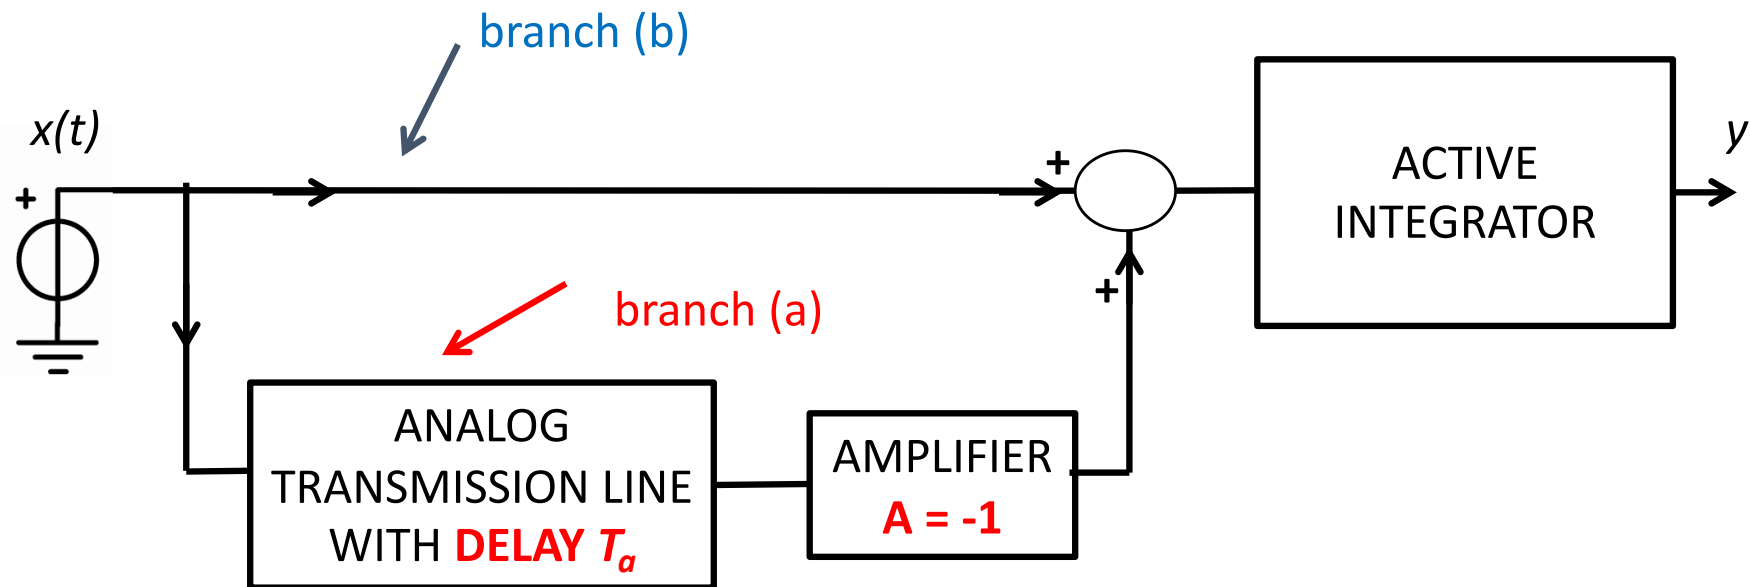 branch (b)
x(t)
+
+
ACTIVE
INTEGRATOR
y
+
branch (a)
ANALOG
TRANSMISSION LINE
WITH DELAY Ta
AMPLIFIER
A = -1